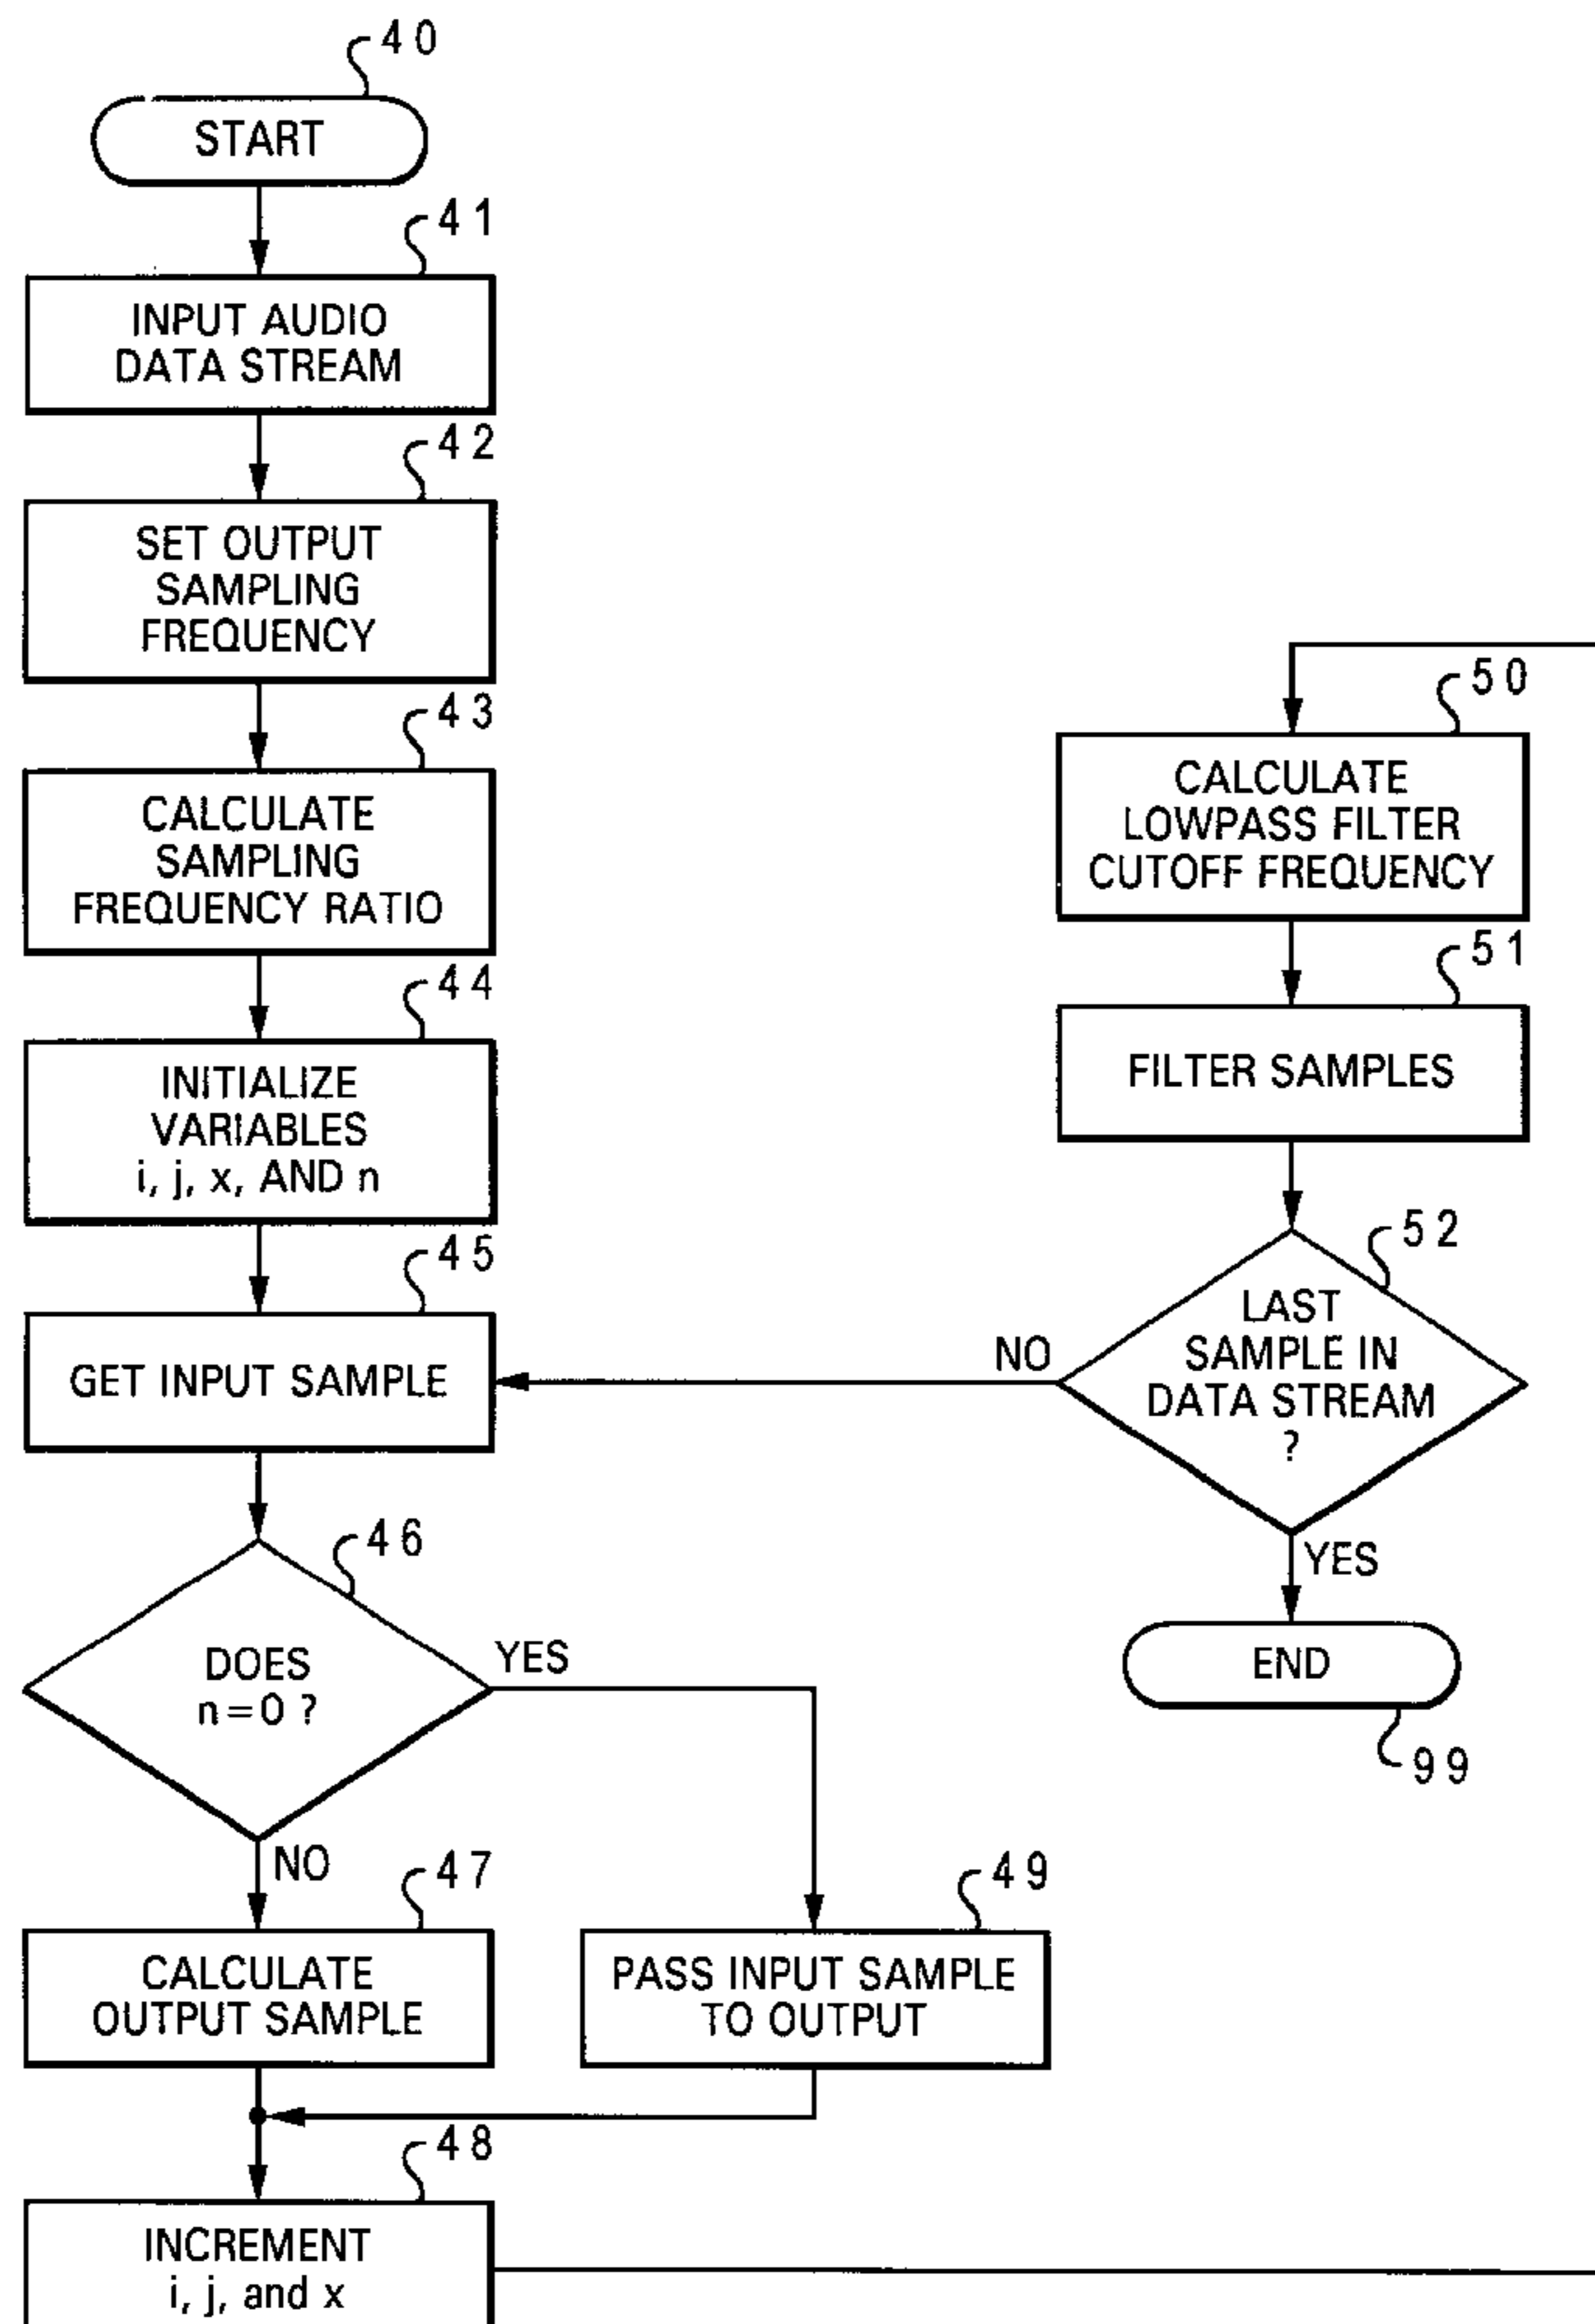 40
START
41
INPUT AUDIO
DATA STREAM
42
SET OUTPUT
SAMPLING
FREQUENCY
43
CALCULATE
SAMPLING
FREQUENCY RATIO
44
INITIALIZE
VARIABLES
i, j, x, AND n
45
GET INPUT SAMPLE
46
DOES
n=0 ?
YES
NO
47
CALCULATE
OUTPUT SAMPLE
49
PASS INPUT SAMPLE
TO OUTPUT
48
INCREMENT
i, j, and x
50
CALCULATE
LOWPASS FILTER
CUTOFF FREQUENCY
51
FILTER SAMPLES
52
LAST
SAMPLE IN
DATA STREAM
?
NO
YES
END
99